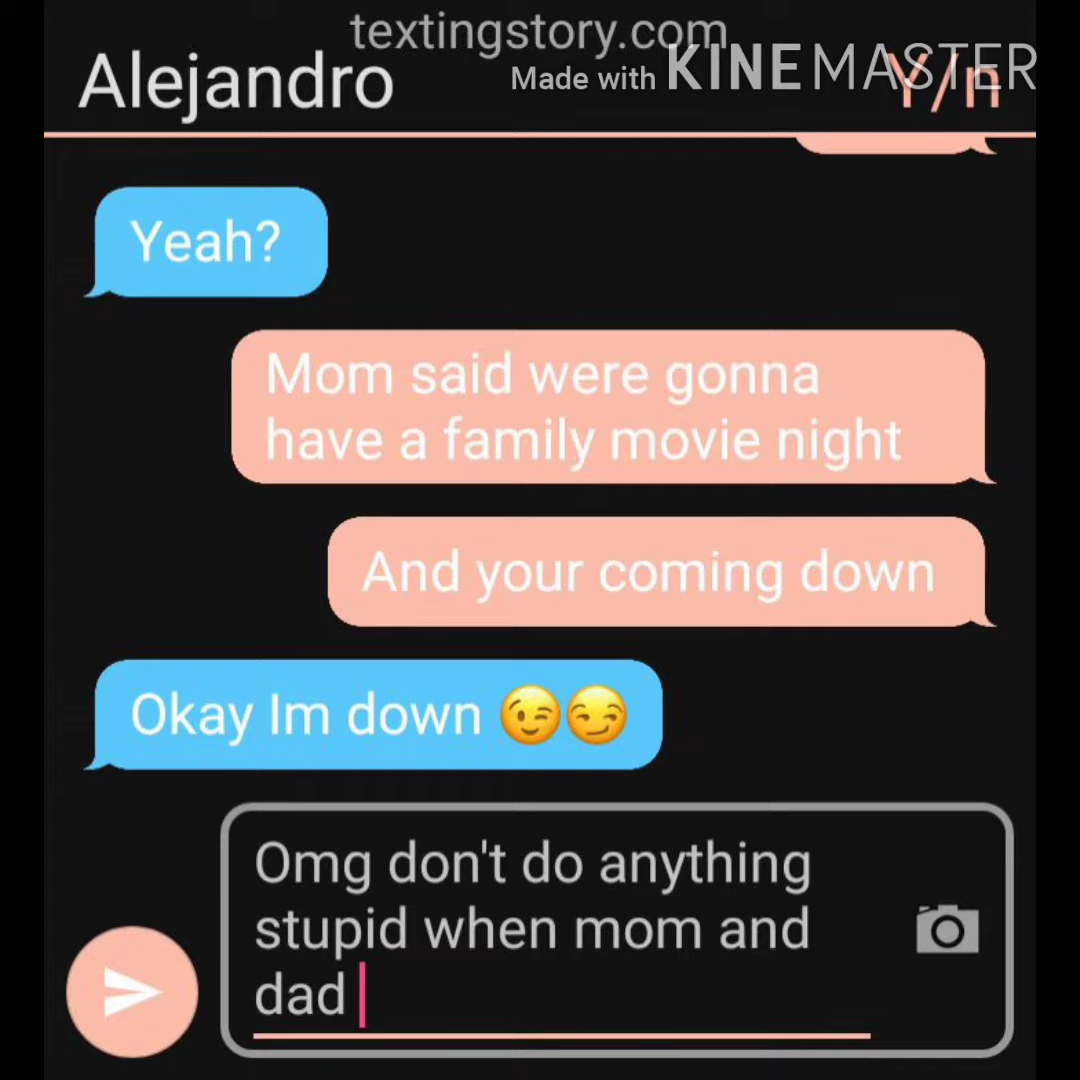 textingstory.com
Made with KINEMASTER
Alejandro
Y/n
Yeah?
Mom said were gonna
have a family movie night
And your coming down
Okay Im down 😉😏
Omg don't do anything
stupid when mom and
dad